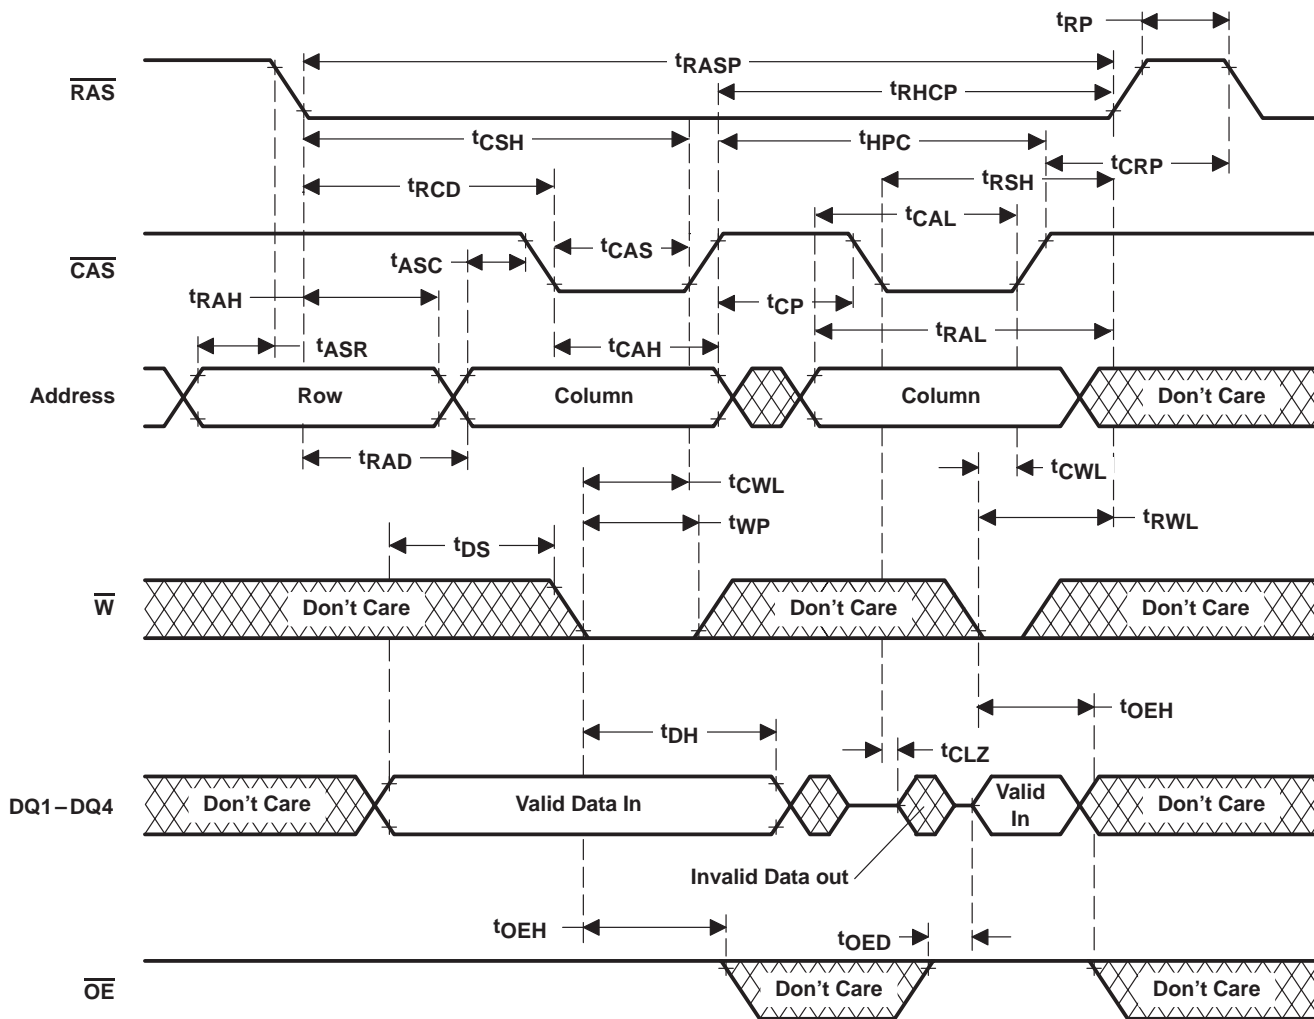 tRP
RAS
tRASP
tRHCP
tCSH
tHPC
tCRP
tRCD
tRSH
tCAL
CAS
tCAS
tASC
tRAH
tCP
tRAL
tASR
tCAH
Address
Row
Column
Column
Don't Care
tRAD
tCWL
tCWL
tWP
tRWL
tDS
W
Don't Care
Don't Care
Don't Care
tOEH
tDH
tCLZ
DQ1–DQ4
Don't Care
Valid Data In
Valid
In
Don't Care
Invalid Data out
tOEH
tOED
OE
Don't Care
Don't Care